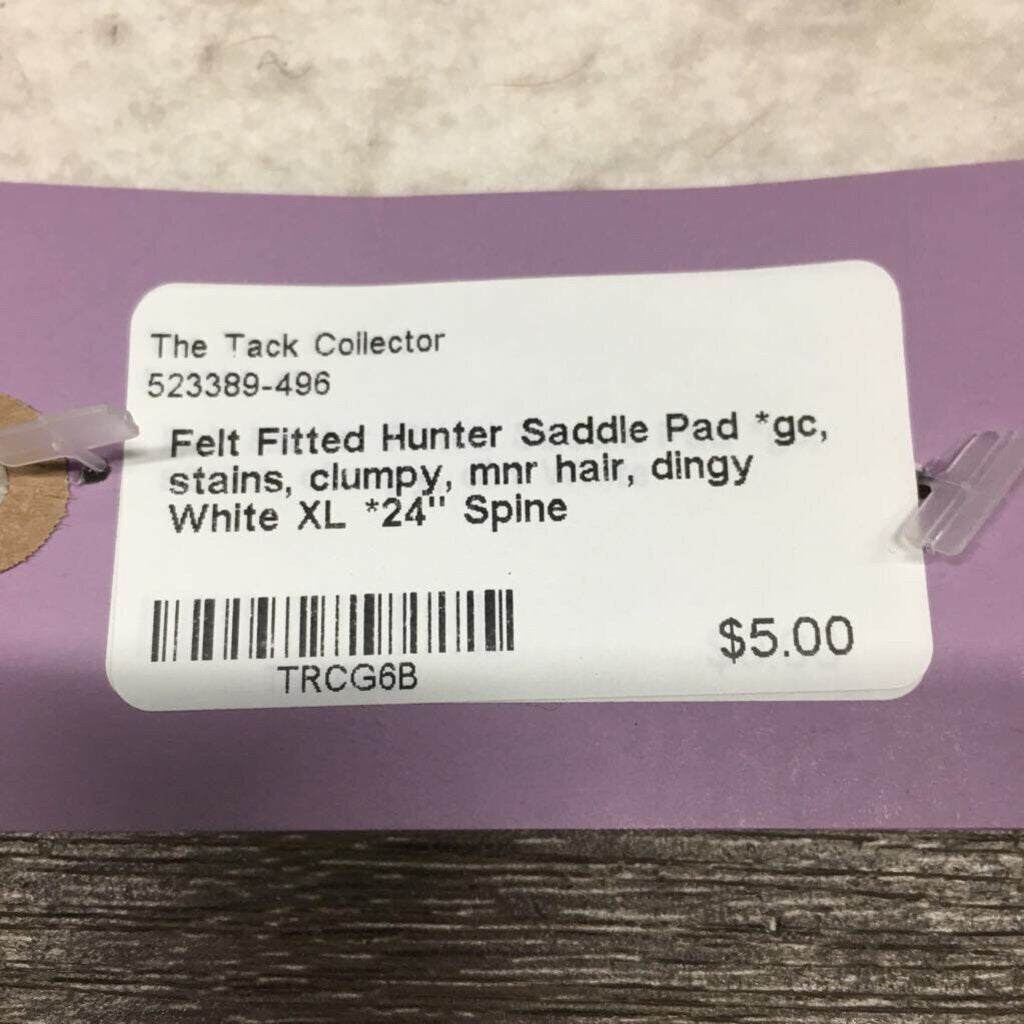 The Tack Collector
523389-496
Felt Fitted Hunter Saddle Pad *gc,
stains, clumpy, mnr hair, dingy
White XL *24" Spine
TRCG6B
$5.00